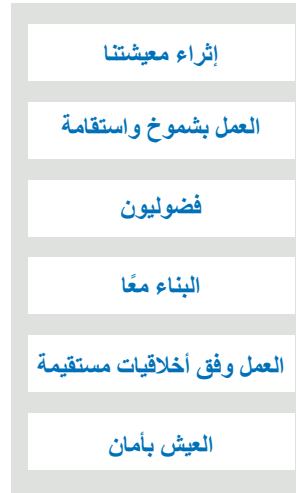 إثراء معيشتنا
العمل بشموخ واستقامة
فضوليون
البناء معًا
العمل وفق أخلاقيات مستقيمة
العيش بأمان